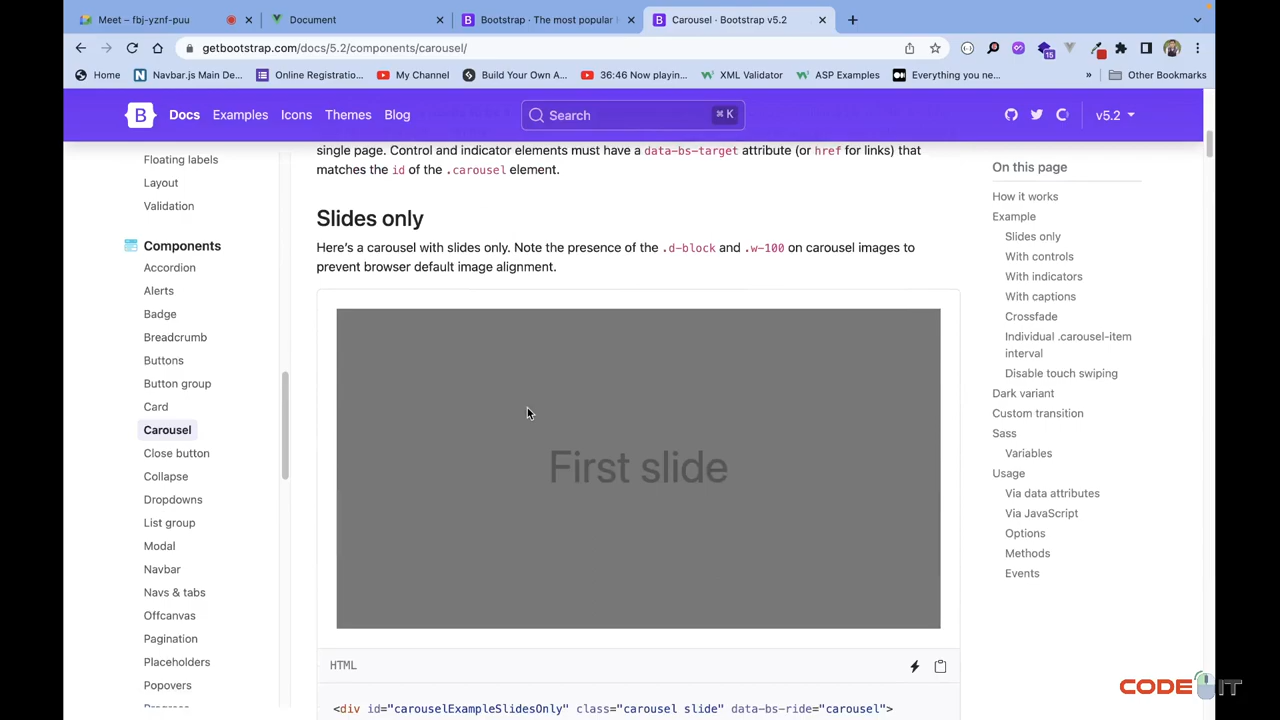 Meet – fbj-yznf-puu
Document
Bootstrap · The most popular
Carousel · Bootstrap v5.2
getbootstrap.com/docs/5.2/components/carousel/
15
Home
Navbar.js Main De...
Online Registratio...
My Channel
Build Your Own A...
36:46 Now playin...
XML Validator
ASP Examples
Everything you ne...
»
Other Bookmarks
B
Docs
Examples
Icons
Themes
Blog
Search
⌘ K
v5.2
Floating labels
Layout
Validation
Components
Accordion
Alerts
Badge
Breadcrumb
Buttons
Button group
Card
Carousel
Close button
Collapse
Dropdowns
List group
Modal
Navbar
Navs & tabs
Offcanvas
Pagination
Placeholders
Popovers
single page. Control and indicator elements must have a data-bs-target attribute (or href for links) that
matches the id of the .carousel element.
Slides only
Here's a carousel with slides only. Note the presence of the .d-block and .w-100 on carousel images to
prevent browser default image alignment.
First slide
HTML
<div id="carouselExampleSlidesOnly" class="carousel slide" data-bs-ride="carousel">
On this page
How it works
Example
Slides only
With controls
With indicators
With captions
Crossfade
Individual .carousel-item
interval
Disable touch swiping
Dark variant
Custom transition
Sass
Variables
Usage
Via data attributes
Via JavaScript
Options
Methods
Events
CODE IT